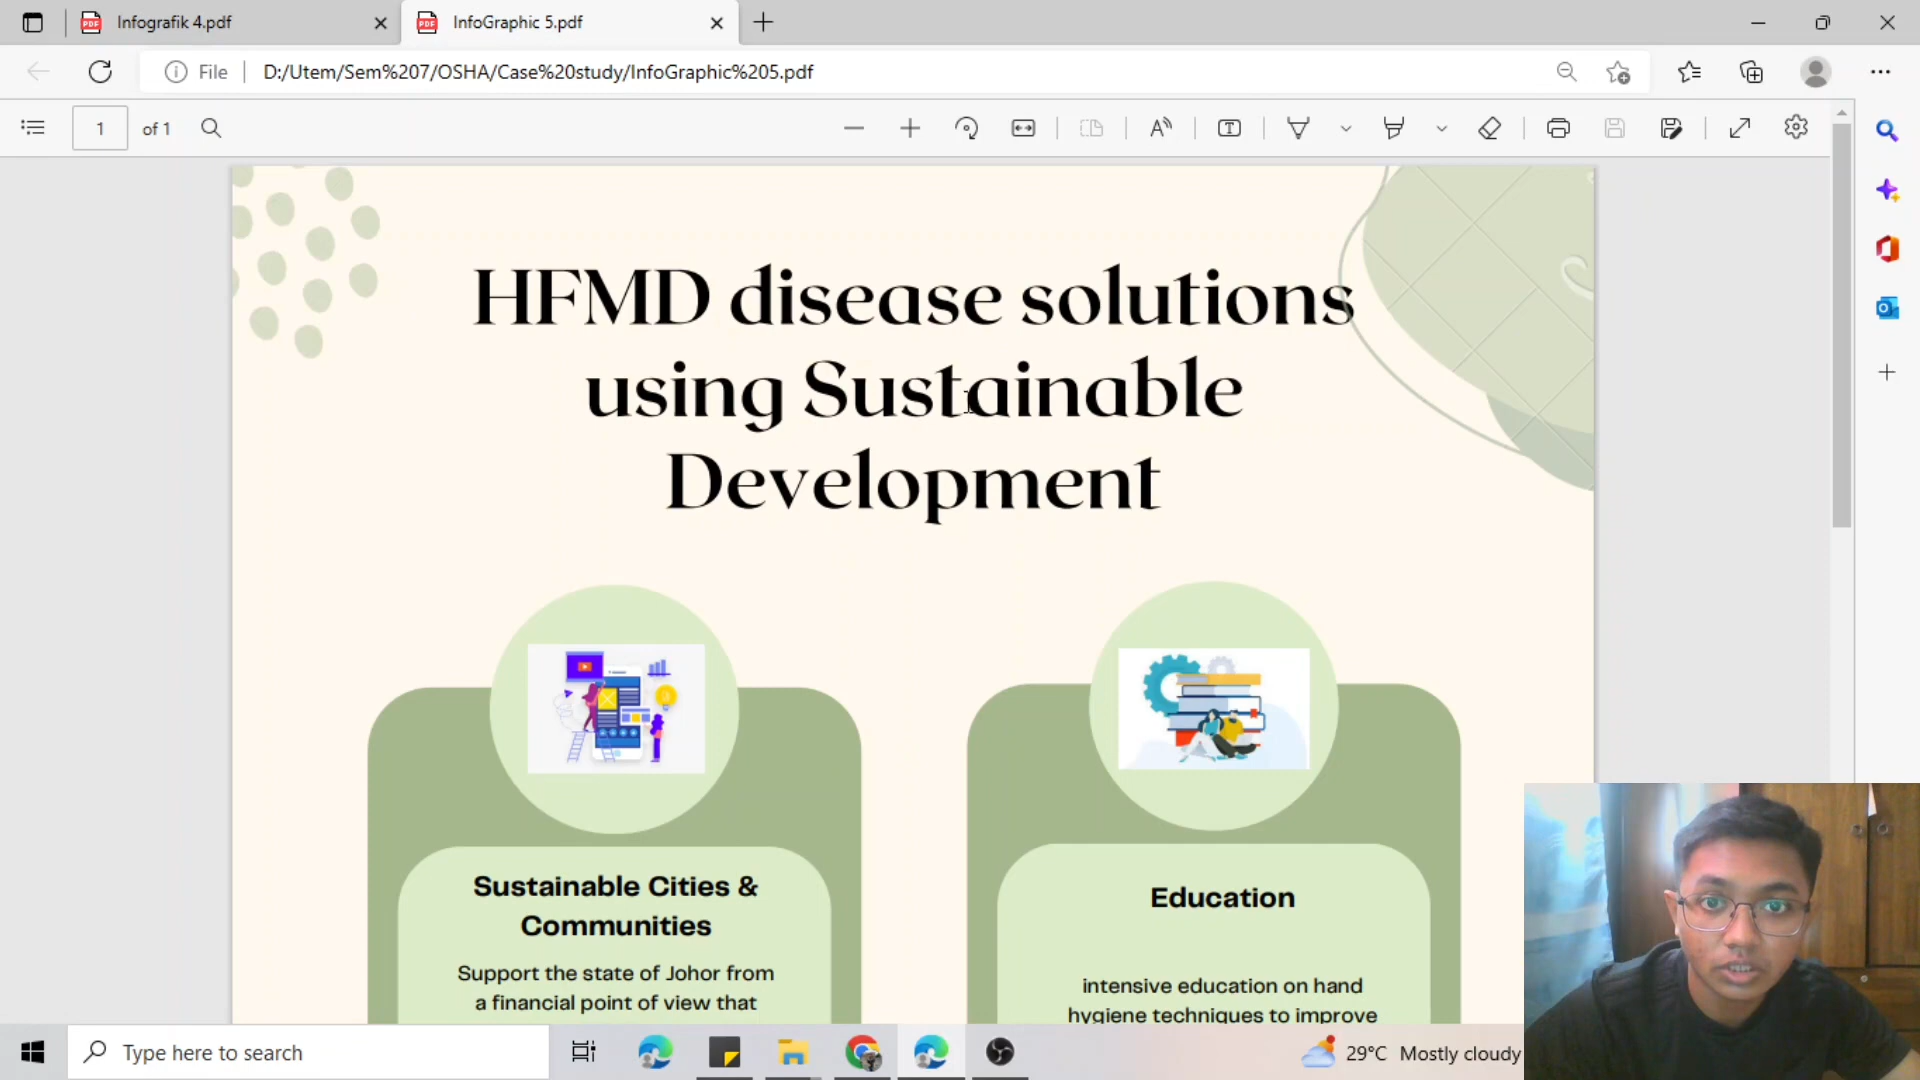 Infografik 4.pdf
InfoGraphic 5.pdf
File
D:/Utem/Sem%207/OSHA/Case%20study/InfoGraphic%205.pdf
1
of 1
HFMD disease solutions
using Sustainable
Development
Sustainable Cities &
Communities
Support the state of Johor from
a financial point of view that
Education
intensive education on hand
hygiene techniques to improve
Type here to search
29°C Mostly cloudy